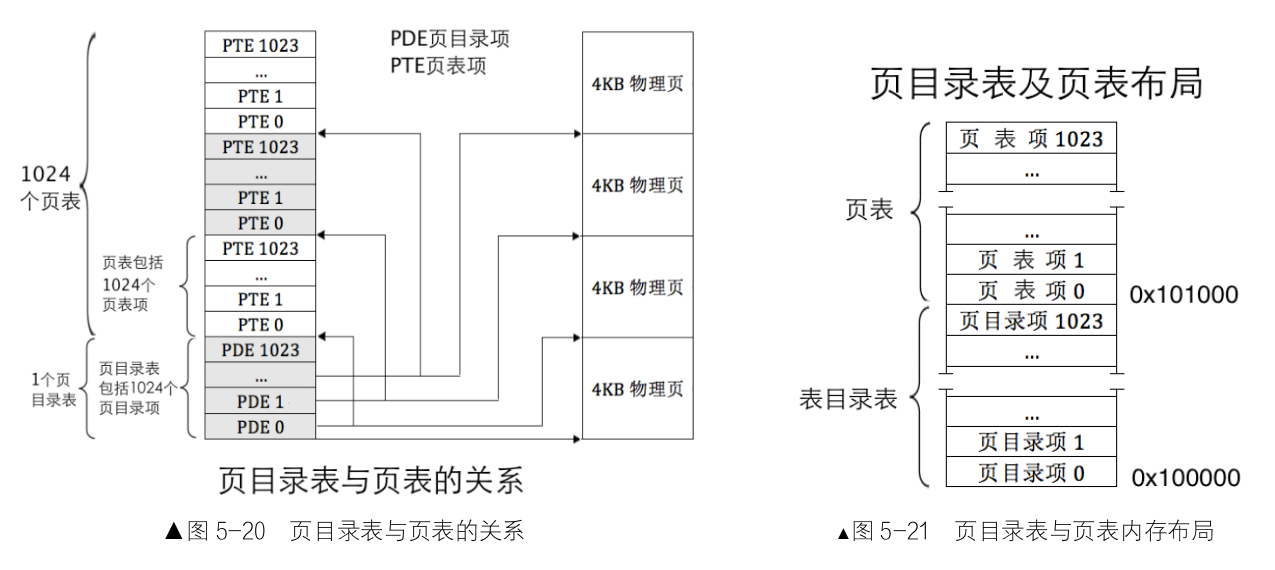 PTE 1023
...
PTE 1
PTE 0
PTE 1023
...
PTE 1
PTE 0
PTE 1023
...
PTE 1
PTE 0
PDE 1023
...
PDE 1
PDE 0
1024
个页表
页表包括
1024个
页表项
1个页
目录表
页目录表
包括1024个
页目录项
PDE页目录项
PTE页表项
4KB 物理页
4KB 物理页
4KB 物理页
4KB 物理页
页目录表与页表的关系
▲图 5-20 页目录表与页表的关系
页目录表及页表布局
页 表 项 1023
...
...
页 表 项 1
页 表 项 0
0x101000
页表
页目录项 1023
...
...
页目录项 1
页目录项 0
0x100000
表目录表
▲图 5-21 页目录表与页表内存布局